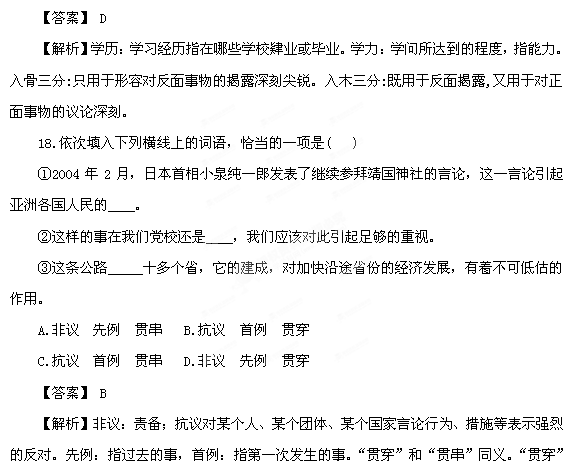 【答案】 D
【解析】学历：学习经历指在哪些学校肄业或毕业。学力：学问所达到的程度，指能力。
入骨三分:只用于形容对反面事物的揭露深刻尖锐。入木三分:既用于反面揭露,又用于对正
面事物的议论深刻。
18.依次填入下列横线上的词语，恰当的一项是( )
①2004 年 2 月，日本首相小泉纯一郎发表了继续参拜靖国神社的言论，这一言论引起
亚洲各国人民的____。
②这样的事在我们党校还是____，我们应该对此引起足够的重视。
③这条公路_____十多个省，它的建成，对加快沿途省份的经济发展，有着不可低估的
作用。
A.非议 先例 贯串 B.抗议 首例 贯穿
C.抗议 首例 贯串 D.非议 先例 贯穿
【答案】 B
【解析】非议：责备；抗议对某个人、某个团体、某个国家言论行为、措施等表示强烈
的反对。先例：指过去的事，首例：指第一次发生的事。“贯穿”和“贯串”同义。“贯穿”